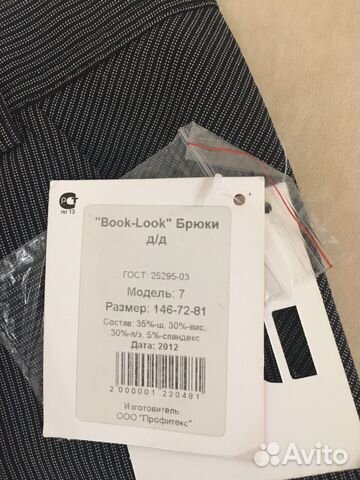 по 13
"Book-Look" Брюки
д/д
ГОСТ: 25295-03
Модель: 7
Размер: 146-72-81
Состав: 35%-ш, 30%-вис,
30%-п/э, 5%-спандекс
Дата: 2012
2 000001 220481
Изготовитель
ООО "Профитекс"
Avito